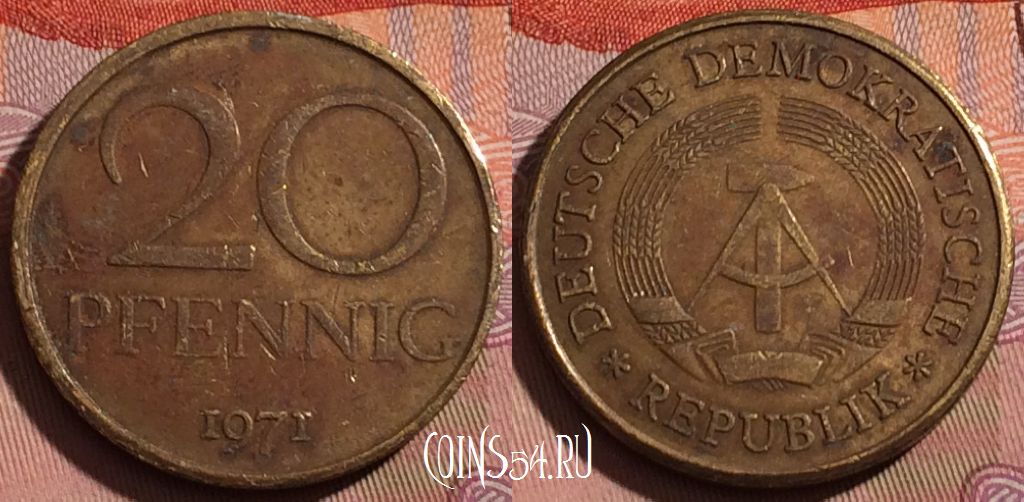 20
PFENNIG
1971
DEUTSCHE DEMOKRATISCHE
* REPUBLIK *
COINS54.RU